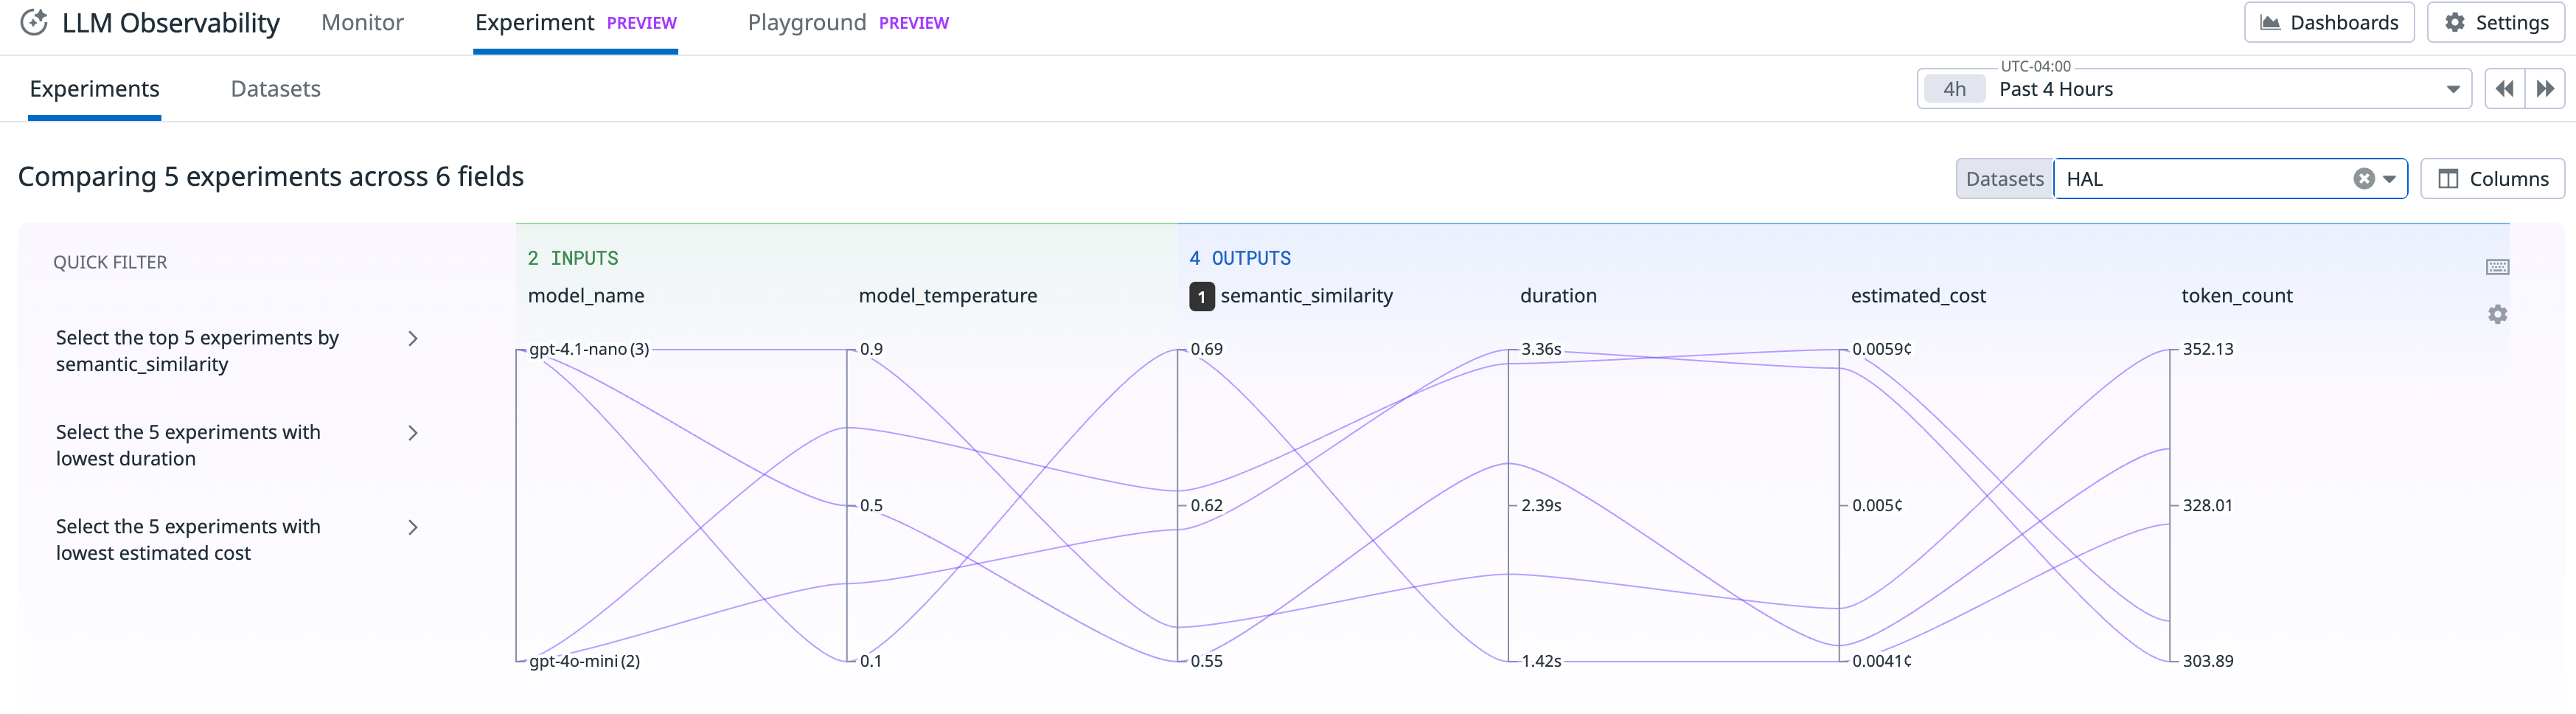 LLM Observability Monitor Experiment PREVIEW Playground PREVIEW Dashboards Settings
Experiments Datasets UTC-04:00 4h Past 4 Hours
Comparing 5 experiments across 6 fields Datasets HAL Columns
QUICK FILTER
Select the top 5 experiments by
semantic_similarity
Select the 5 experiments with
lowest duration
Select the 5 experiments with
lowest estimated cost
2 INPUTS 4 OUTPUTS
model_name model_temperature 1 semantic_similarity duration estimated_cost token_count
gpt-4.1-nano (3) 0.9 0.69 3.36s 0.0059¢ 352.13
0.5 0.62 2.39s 0.005¢ 328.01
gpt-4o-mini (2) 0.1 0.55 1.42s 0.0041¢ 303.89